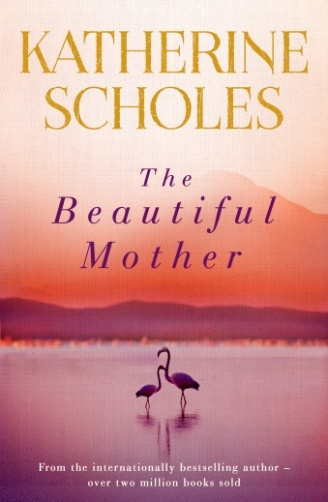 KATHERINE
SCHOLES
The
Beautiful
Mother
From the internationally bestselling author –
over two million books sold